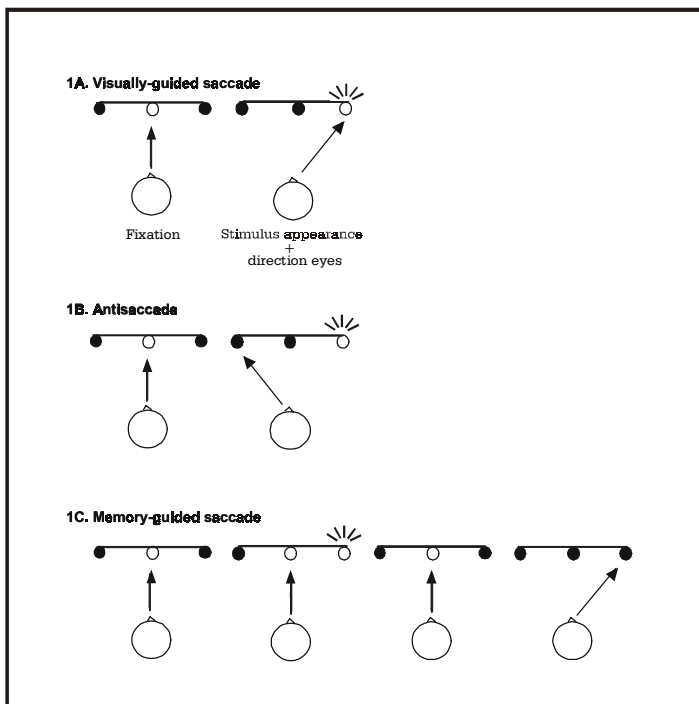 1A. Visually-guided saccade
Fixation
Stimulus appearance
+
direction eyes
1B. Antisaccade
1C. Memory-guided saccade